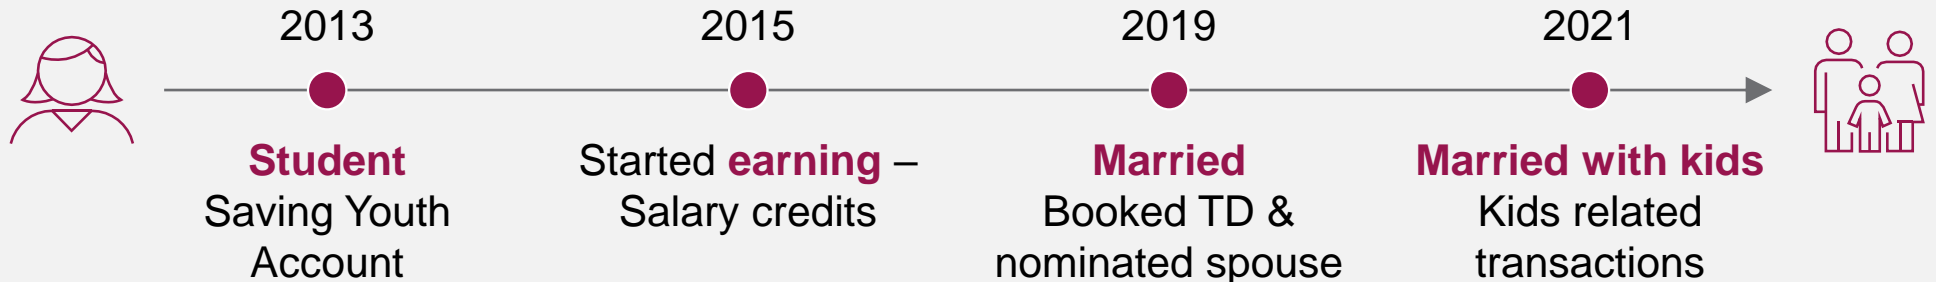 2013
2015
2019
2021
Student
Saving Youth
Account
Started earning –
Salary credits
Married
Booked TD &
nominated spouse
Married with kids
Kids related
transactions